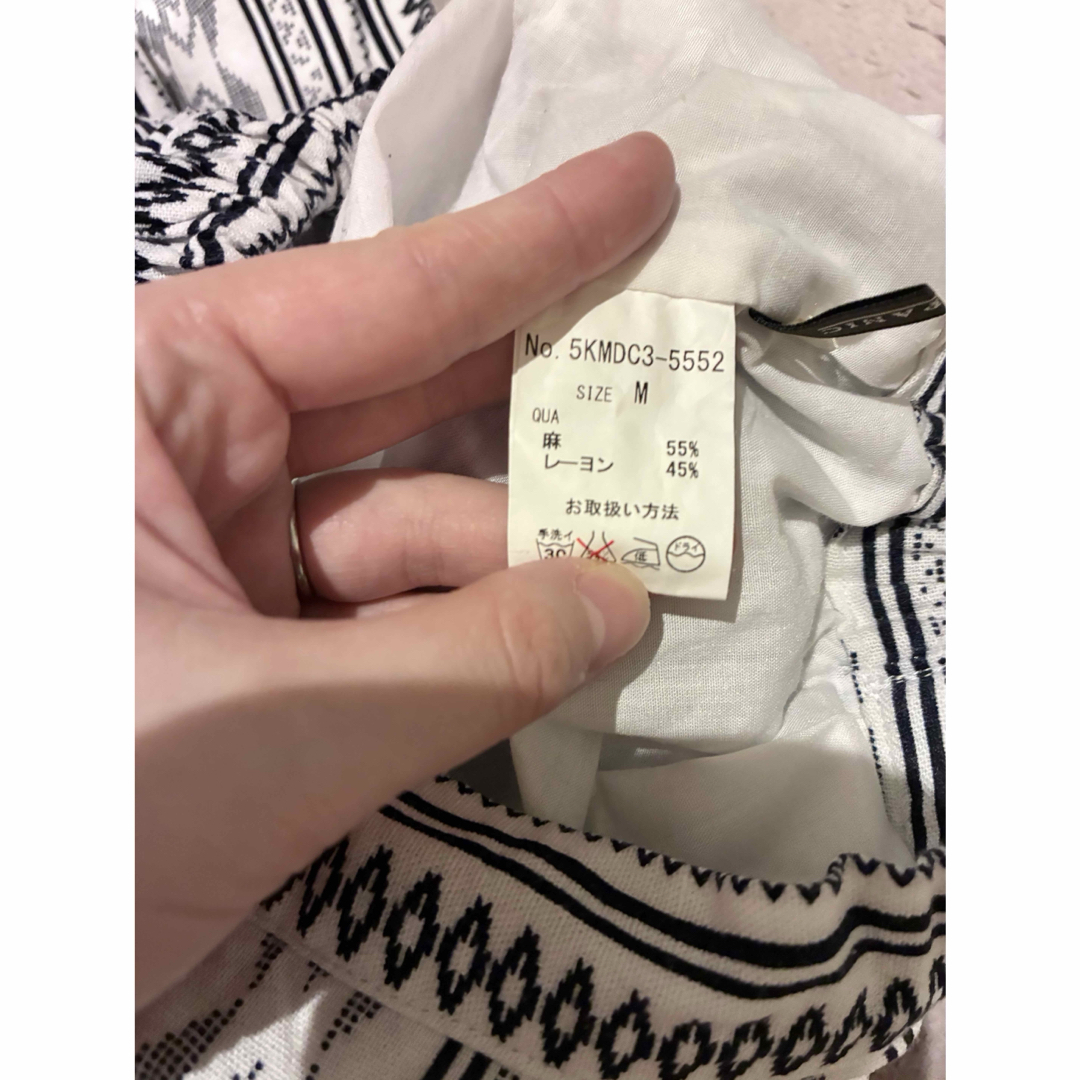 No. 5KMDC3-5552
SIZE M
QUA
麻 55%
レーヨン 45%
お取扱い方法
手洗イ
30 低 ドライ